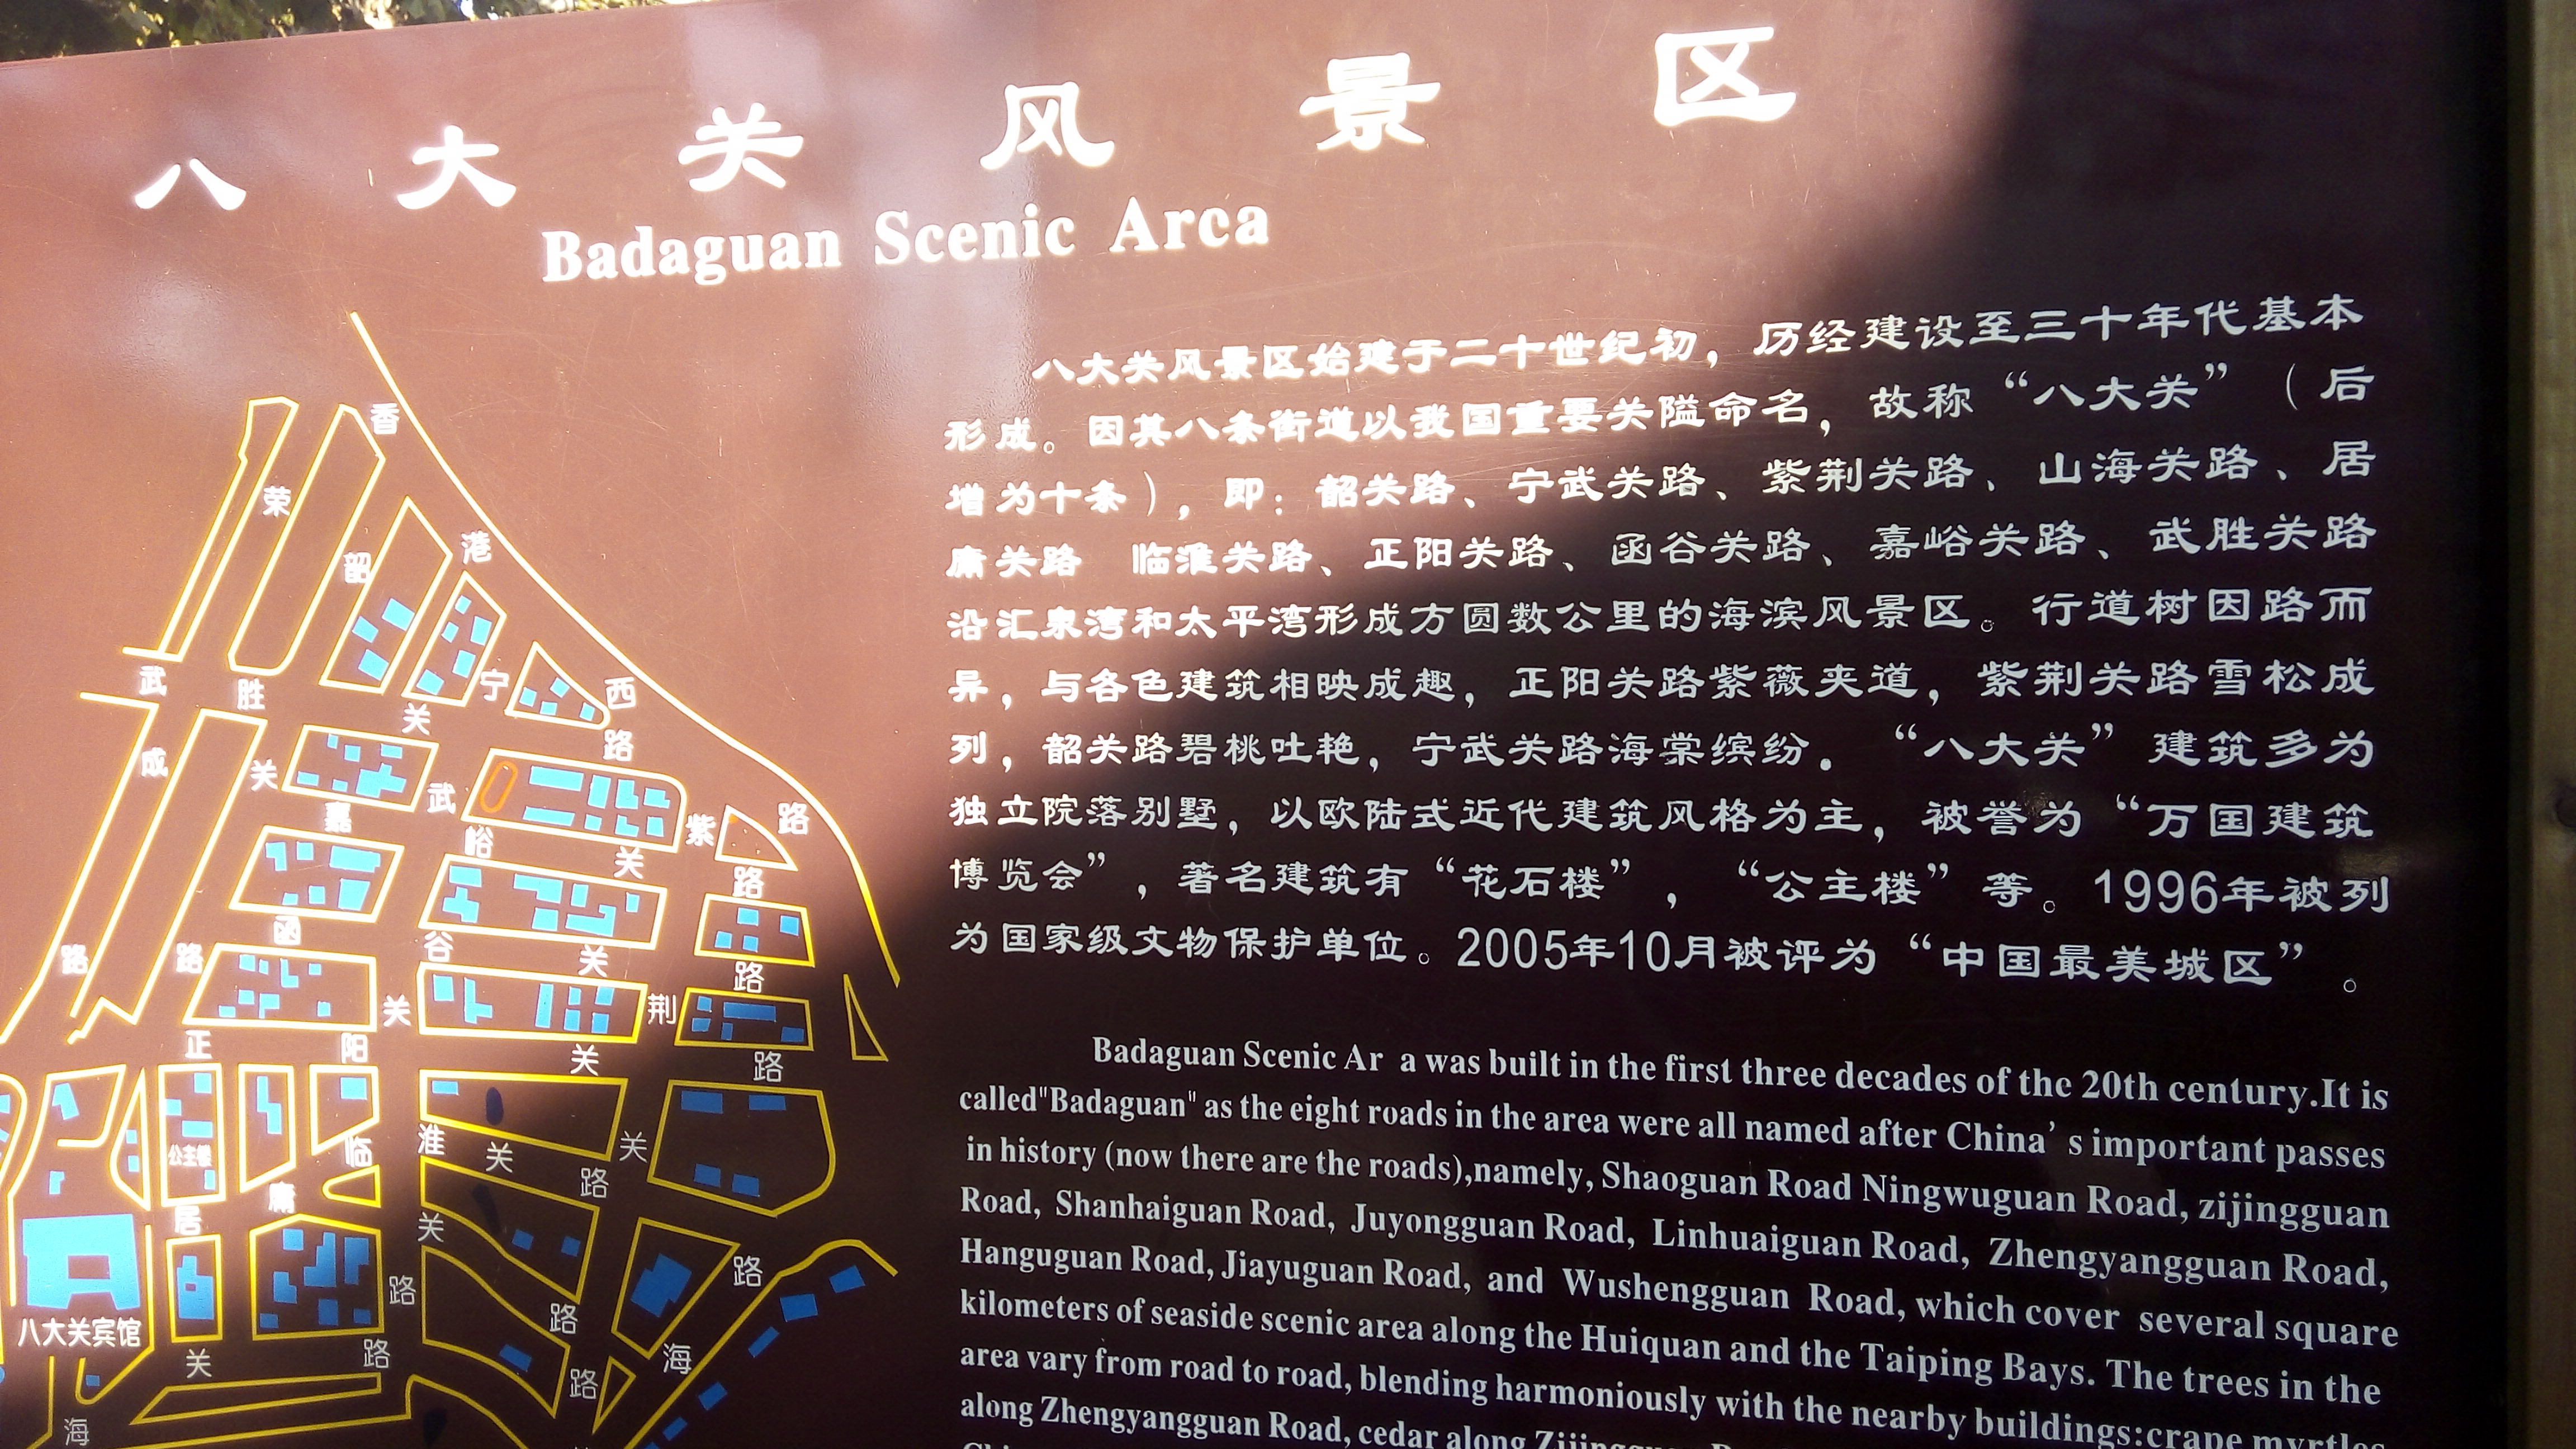 八大关风景区
Badaguan Scenic Area
八大关风景区始建于二十世纪初，历经建设至三十年代基本
形成。因其八条街道以我国重要关隘命名，故称“八大关”（后
增为十条），即：韶关路、宁武关路、紫荆关路、山海关路、居
庸关路 临淮关路、正阳关路、函谷关路、嘉峪关路、武胜关路
沿汇泉湾和太平湾形成方圆数公里的海滨风景区。行道树因路而
异，与各色建筑相映成趣，正阳关路紫薇夹道，紫荆关路雪松成
列，韶关路碧桃吐艳，宁武关路海棠缤纷．“八大关”建筑多为
独立院落别墅，以欧陆式近代建筑风格为主，被誉为“万国建筑
博览会”，著名建筑有“花石楼”，“公主楼”等。1996年被列
为国家级文物保护单位。2005年10月被评为“中国最美城区”。
Badaguan Scenic Ar a was built in the first three decades of the 20th century.It is
called"Badaguan" as the eight roads in the area were all named after China's important passes
in history (now there are the roads),namely, Shaoguan Road Ningwuguan Road, zijingguan
Road, Shanhaiguan Road, Juyongguan Road, Linhuaiguan Road, Zhengyangguan Road,
Hanguguan Road, Jiayuguan Road, and Wushengguan Road, which cover several square
kilometers of seaside scenic area along the Huiquan and the Taiping Bays. The trees in the
area vary from road to road, blending harmoniously with the nearby buildings:crape myrtles
along Zhengyangguan Road, cedar along
香
荣
韶
港
武
胜
关
宁
西
路
成
关
嘉
武
峪
关
紫
路
路
函
谷
关
路
路
路
关
荆
正
阳
关
路
公主楼
临
淮
关
路
关
居
庸
关
路
路
八大关宾馆
关
路
路
路
海
海